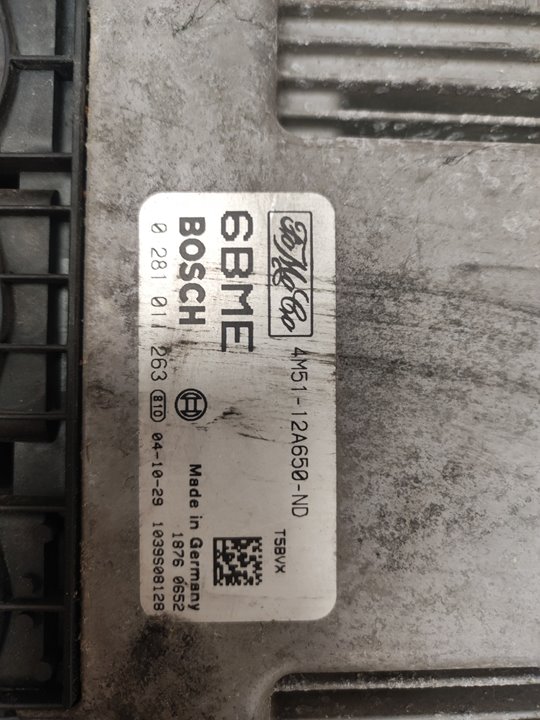 FoMoCo 4M51-12A650-ND
6BME T5BVX
BOSCH Made in Germany
1876 0652
0 281 011 263 810 04-10-29 1039S08128